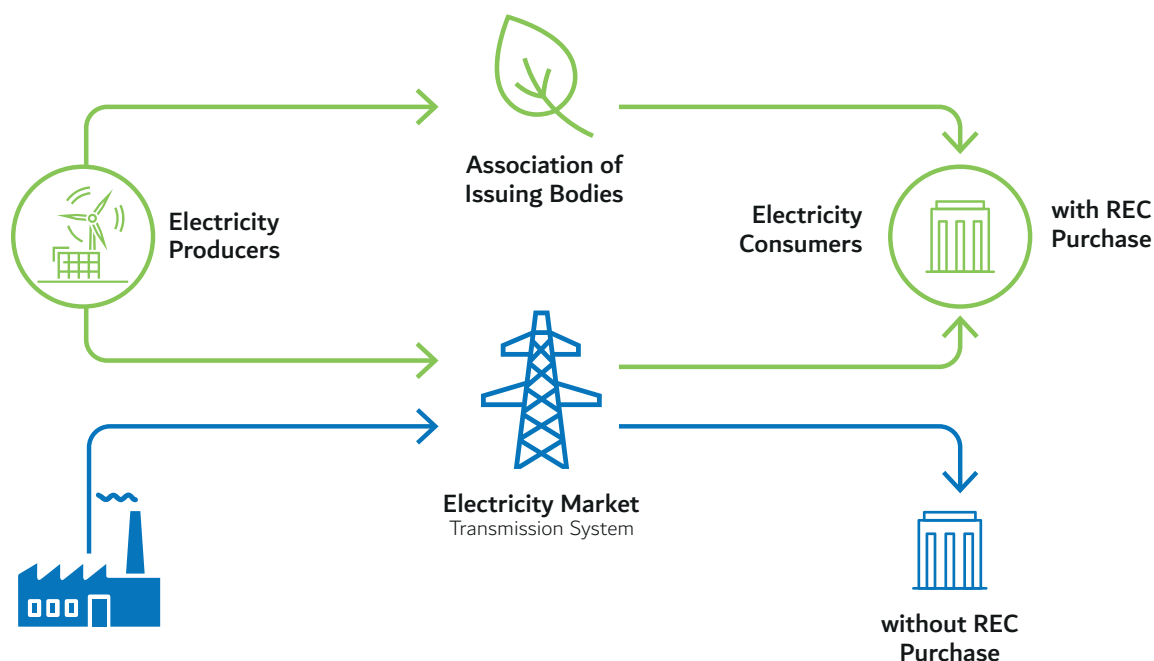 Association of
Issuing Bodies
Electricity
Producers
Electricity
Consumers
with REC
Purchase
Electricity Market
Transmission System
without REC
Purchase